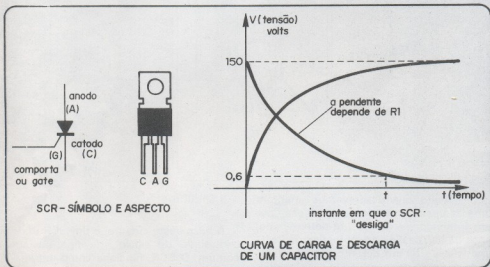 anodo
(A)
(G)
catodo
(C)
comporta
ou gate
C A G
SCR - SÍMBOLO E ASPECTO
V (tensão)
volts
150
a pendente
depende de R1
0,6
t
t (tempo)
instante em que o SCR
"desliga"
CURVA DE CARGA E DESCARGA
DE UM CAPACITOR